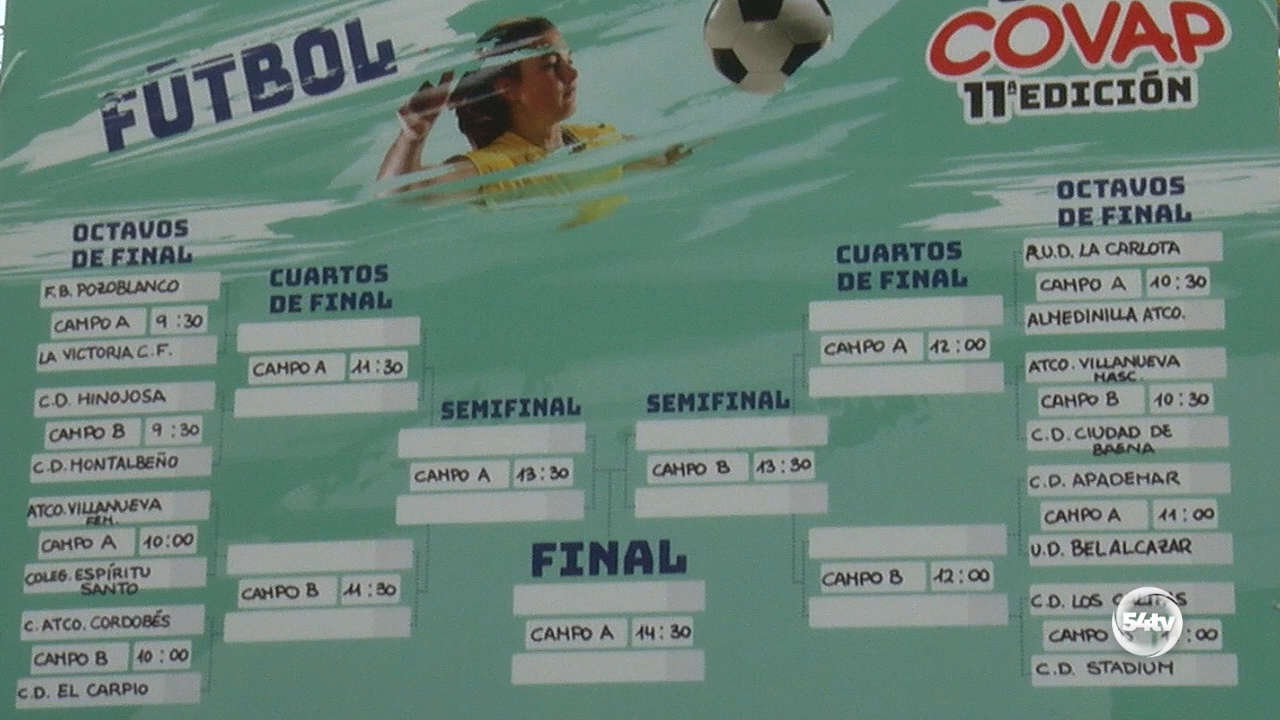 FÚTBOL
COVAP
11ª EDICIÓN
OCTAVOS
DE FINAL
F.B. POZOBLANCO
CAMPO A 9:30
LA VICTORIA C.F.
C.D. HINOJOSA
CAMPO B 9:30
C.D. MONTALBEÑO
ATCO. VILLANUEVA
FEM.
CAMPO A 10:00
COLEG. ESPÍRITU
SANTO
C. ATCO. CORDOBÉS
CAMPO B 10:00
C.D. EL CARPIO
CUARTOS
DE FINAL
CAMPO A 11:30
CAMPO B 11:30
SEMIFINAL
CAMPO A 13:30
SEMIFINAL
CAMPO B 13:30
FINAL
CAMPO A 14:30
CUARTOS
DE FINAL
CAMPO A 12:00
CAMPO B 12:00
OCTAVOS
DE FINAL
R.U.D. LA CARLOTA
CAMPO A 10:30
ALMEDINILLA ATCO.
ATCO. VILLANUEVA
MASC.
CAMPO B 10:30
C.D. CIUDAD DE
BAENA
C.D. APADEMAR
CAMPO A 11:00
U.D. BELALCAZAR
C.D. LOS
CAMPO :00
C.D. STADIUM
54tv